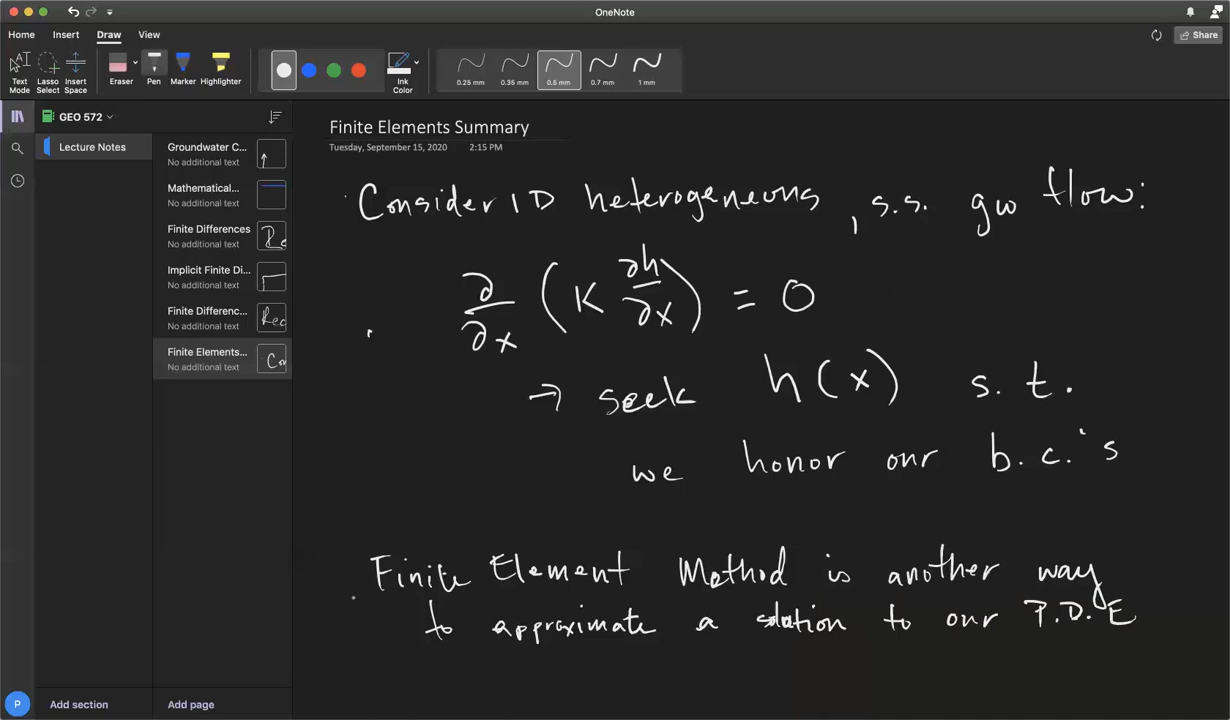 OneNote
Home Insert Draw View
Share
Text Mode
Lasso Select
Insert Space
Eraser
Pen
Marker
Highlighter
Ink Color
0.25 mm
0.35 mm
0.5 mm
0.7 mm
1 mm
GEO 572
Lecture Notes
Groundwater C...
No additional text
Mathematical...
No additional text
Finite Differences
No additional text
Implicit Finite Di...
No additional text
Finite Differenc...
No additional text
Finite Elements...
No additional text
Add section
Add page
P
Finite Elements Summary
Tuesday, September 15, 2020 2:15 PM
Consider 1D heterogeneous, s.s. gw flow:
∂/∂x (K ∂h/∂x) = 0
→ seek h(x) s.t.
we honor our b.c.'s
Finite Element Method is another way
to approximate a solution to our P.D.E